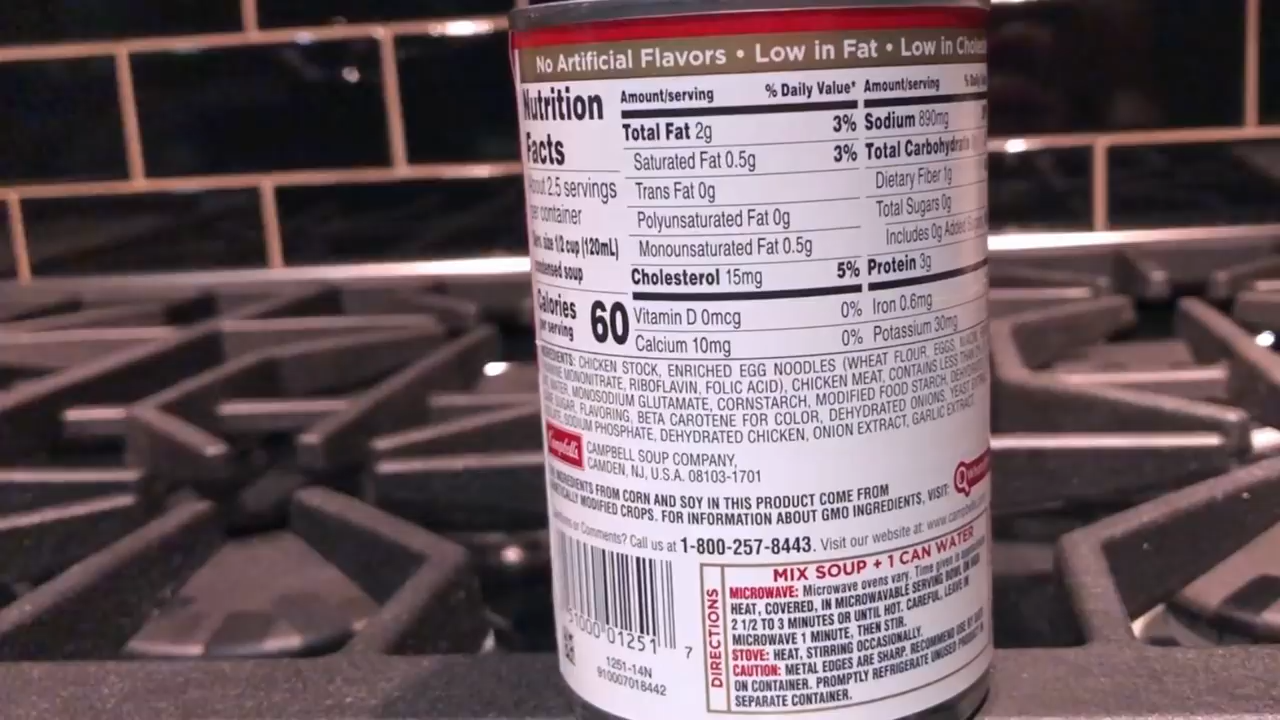 No Artificial Flavors • Low in Fat • Low in
Nutrition
Facts
2.5 servings
container
size 1/2 cup (120mL)
soup
Calories
per serving
60
Amount/serving % Daily Value*
Total Fat 2g 3%
Saturated Fat 0.5g 3%
Trans Fat 0g
Polyunsaturated Fat 0g
Monounsaturated Fat 0.5g
Cholesterol 15mg 5%
Vitamin D 0mcg 0%
Calcium 10mg 0%
Amount/serving
Sodium 890mg
Total
Dietary Fiber 1g
Total Sugars 0g
Includes 0g Added
Protein 3g
Iron 0.6mg
Potassium 30mg
CHICKEN STOCK, ENRICHED EGG NOODLES (WHEAT FLOUR, EGGS,
MONONITRATE, RIBOFLAVIN, FOLIC ACID), CHICKEN MEAT, CONTAINS LESS THAN
WATER, MONOSODIUM GLUTAMATE, CORNSTARCH, MODIFIED FOOD STARCH,
SUGAR, FLAVORING, BETA CAROTENE FOR COLOR, DEHYDRATED ONIONS, YEAST
SODIUM PHOSPHATE, DEHYDRATED CHICKEN, ONION EXTRACT, GARLIC EXTRACT.
Campbell's
CAMPBELL SOUP COMPANY,
CAMDEN, NJ, U.S.A. 08103-1701
INGREDIENTS FROM CORN AND SOY IN THIS PRODUCT COME FROM
MODIFIED CROPS. FOR INFORMATION ABOUT GMO INGREDIENTS, VISIT:
or Comments? Call us at 1-800-257-8443. Visit our website at:
51000 01251 7
1251-14N
910007018442
DIRECTIONS
MIX SOUP + 1 CAN WATER
MICROWAVE: Microwave ovens vary. Time given is
HEAT, COVERED, IN MICROWAVABLE SERVING BOWL ON HIGH
2 1/2 TO 3 MINUTES OR UNTIL HOT. CAREFUL, LEAVE IN
MICROWAVE 1 MINUTE, THEN STIR.
STOVE: HEAT, STIRRING OCCASIONALLY.
CAUTION: METAL EDGES ARE SHARP. RECOMMEND USE BY DATE
ON CONTAINER. PROMPTLY REFRIGERATE UNUSED PRODUCT IN
SEPARATE CONTAINER.